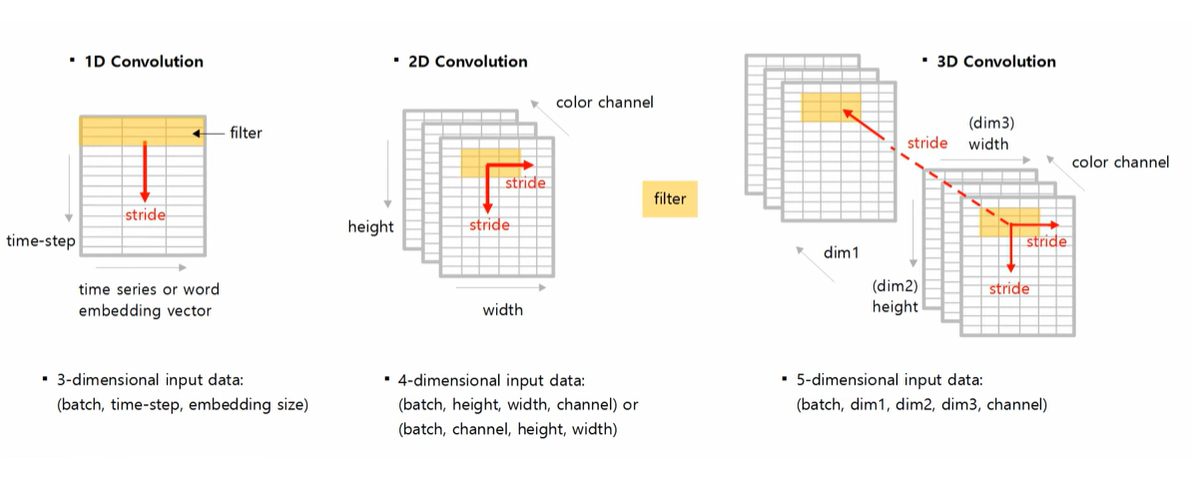 ▪ 1D Convolution
filter
stride
time-step
time series or word
embedding vector
▪ 3-dimensional input data:
(batch, time-step, embedding size)
▪ 2D Convolution
color channel
stride
stride
height
width
filter
▪ 4-dimensional input data:
(batch, height, width, channel) or
(batch, channel, height, width)
▪ 3D Convolution
(dim3)
width
stride
color channel
stride
stride
dim1
(dim2)
height
▪ 5-dimensional input data:
(batch, dim1, dim2, dim3, channel)